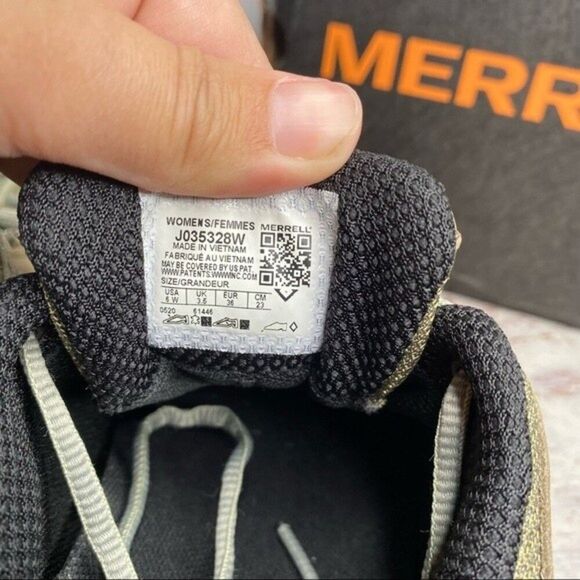 MERR
WOMENS/FEMMES MERRELL
J035328W
MADE IN VIETNAM
FABRIQUÉ AU VIETNAM
MAY BE COVERED BY US PAT
WWW.PATENTS.WWWINC.COM
SIZE/GRANDEUR
USA UK EUR CM
6 W 3.5 36 23
0520 61446